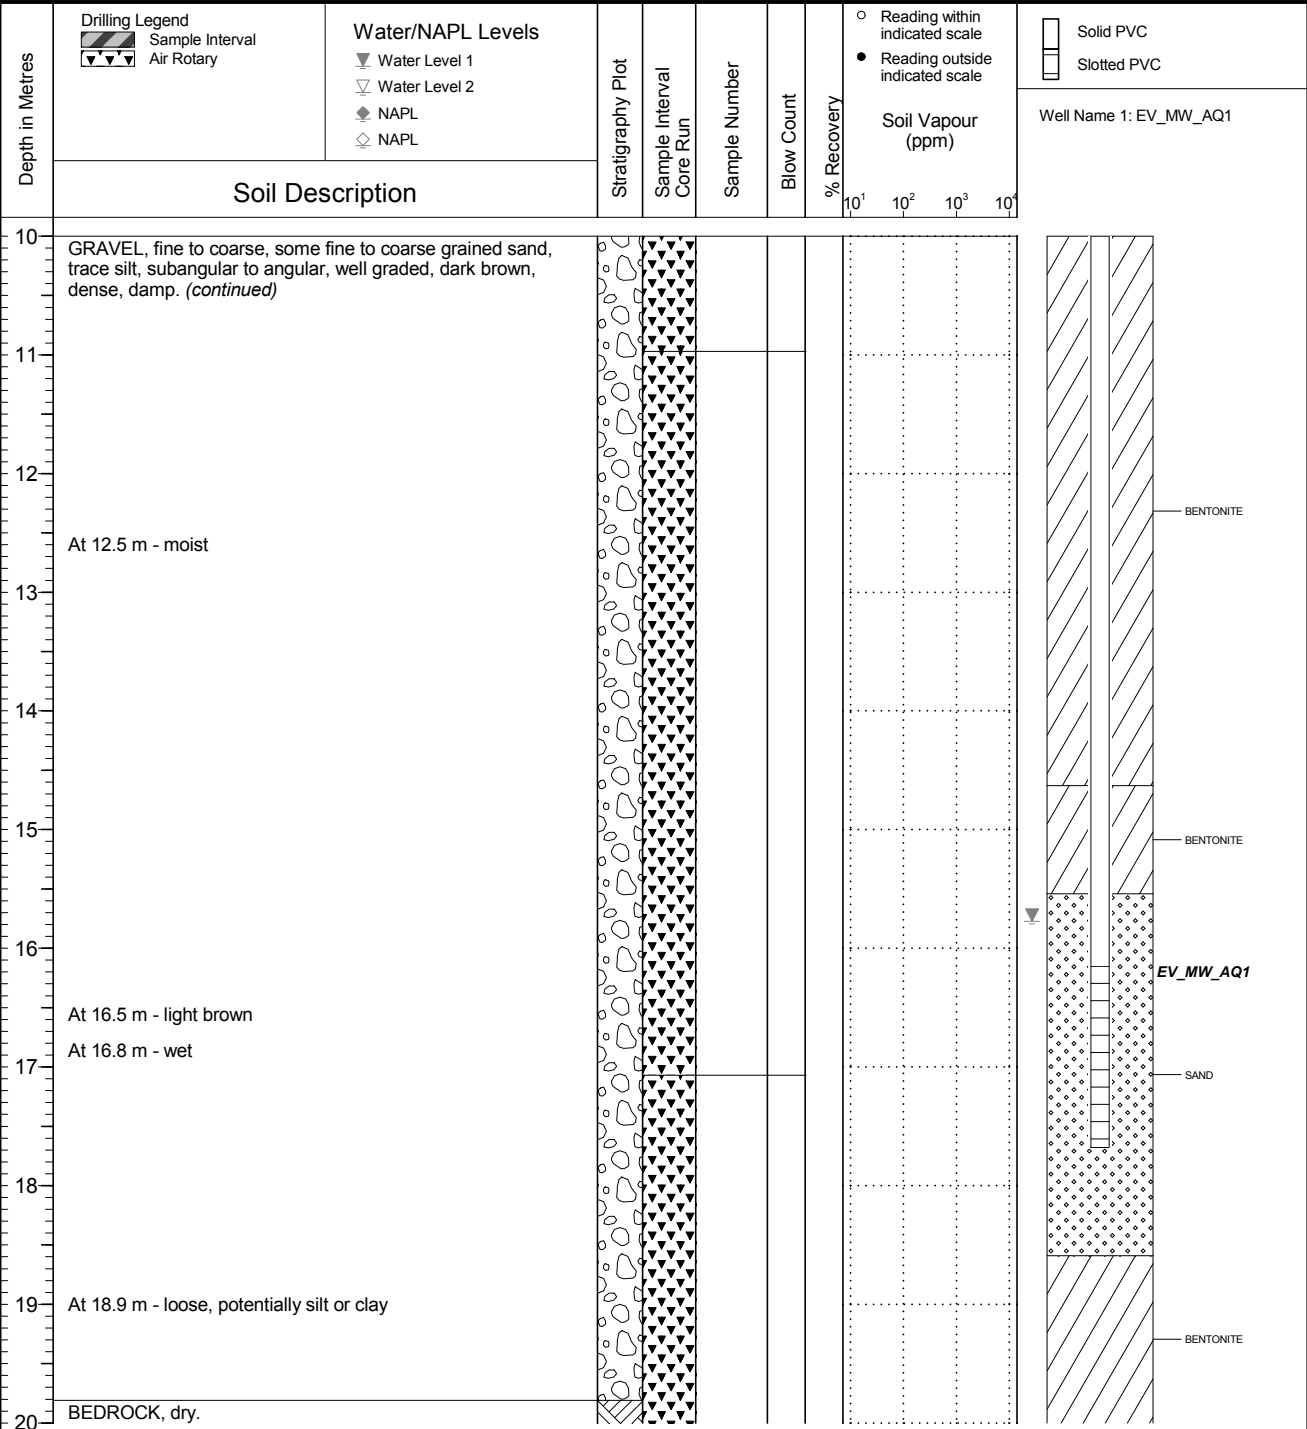 Depth in Metres
Drilling Legend
Sample Interval
Air Rotary
Water/NAPL Levels
Water Level 1
Water Level 2
NAPL
NAPL
Soil Description
Stratigraphy Plot
Sample Interval
Core Run
Sample Number
Blow Count
% Recovery
Reading within
indicated scale
Reading outside
indicated scale
Soil Vapour
(ppm)
10¹ 10² 10³ 10⁴
Solid PVC
Slotted PVC
Well Name 1: EV_MW_AQ1
10
GRAVEL, fine to coarse, some fine to coarse grained sand,
trace silt, subangular to angular, well graded, dark brown,
dense, damp. (continued)
11
12
BENTONITE
At 12.5 m - moist
13
14
15
BENTONITE
16
EV_MW_AQ1
At 16.5 m - light brown
At 16.8 m - wet
17
SAND
18
19
At 18.9 m - loose, potentially silt or clay
BENTONITE
BEDROCK, dry.
20